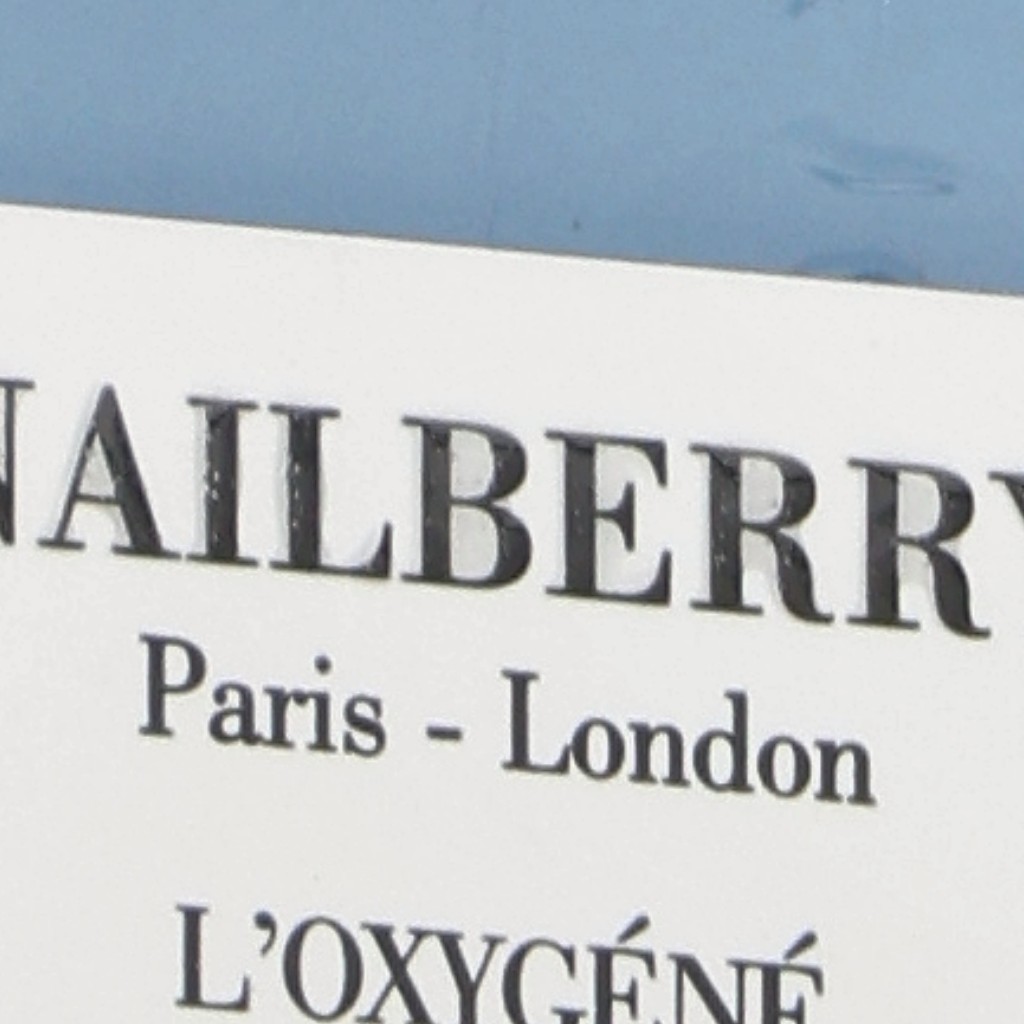 NAILBERRY
Paris - London
L'OXYGÉNÉ